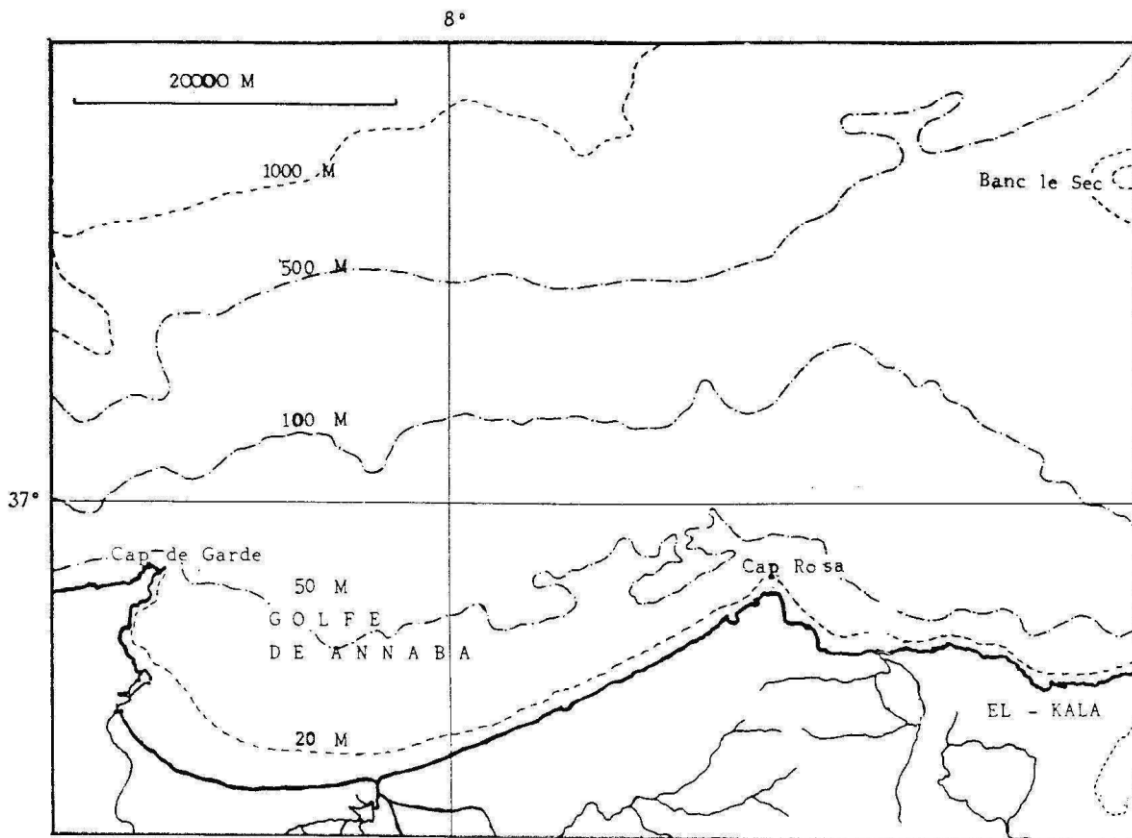 8°
20000 M
1000 M
Banc le Sec
500 M
100 M
37°
Cap de Garde
Cap Rosa
50 M
GOLFE
DE ANNABA
EL - KALA
20 M